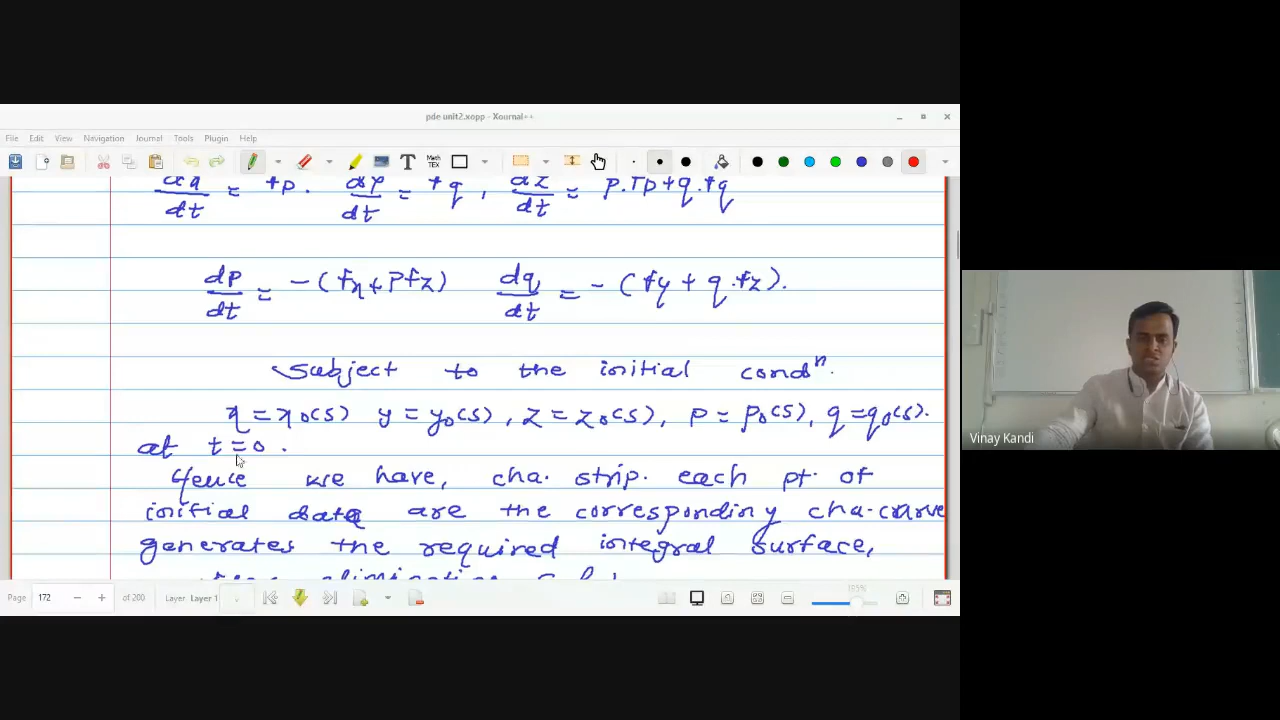 pde unit2.xopp - Xournal++
File Edit View Navigation Journal Tools Plugin Help
dx/dt = fp. dy/dt = fq, dz/dt = p.fp+q.fq
dp/dt = -(fx+pfz) dq/dt = -(fy+q.fz).
subject to the initial condⁿ.
x=x₀(s) y=y₀(s), z=z₀(s), p=p₀(s), q=q₀(s).
at t=0.
Hence we have, cha. strip. each pt. of
initial data are the corresponding cha.curve
generates the required integral surface,
Page 172 of 200 Layer Layer 1 195%
Vinay Kandi